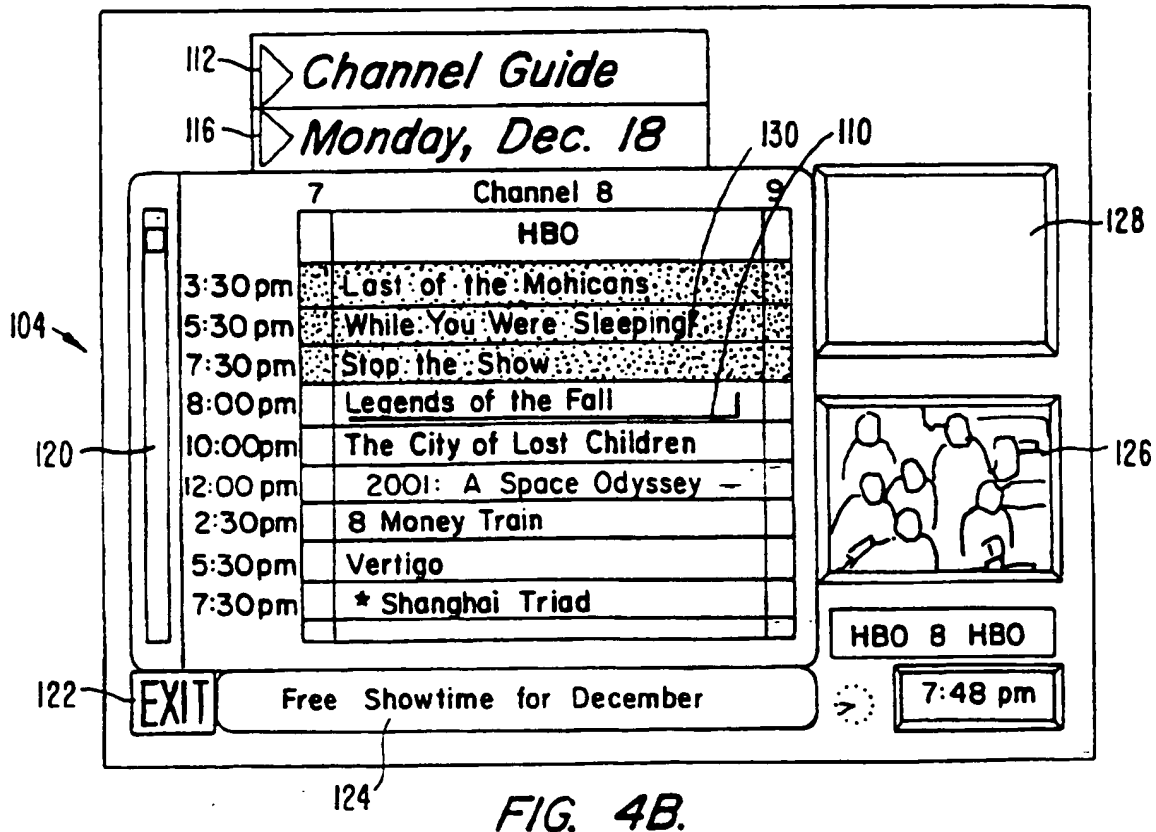 112 Channel Guide
116 Monday, Dec. 18
130 110
7 Channel 8 9
HBO
128
3:30pm Last of the Mohicans
5:30pm While You Were Sleeping
104
7:30pm Stop the Show
8:00pm Legends of the Fall
120
10:00pm The City of Lost Children
126
12:00 pm 2001: A Space Odyssey –
2:30pm 8 Money Train
5:30pm Vertigo
7:30pm * Shanghai Triad
HBO 8 HBO
122 EXIT Free Showtime for December 7:48 pm
124
FIG. 4B.